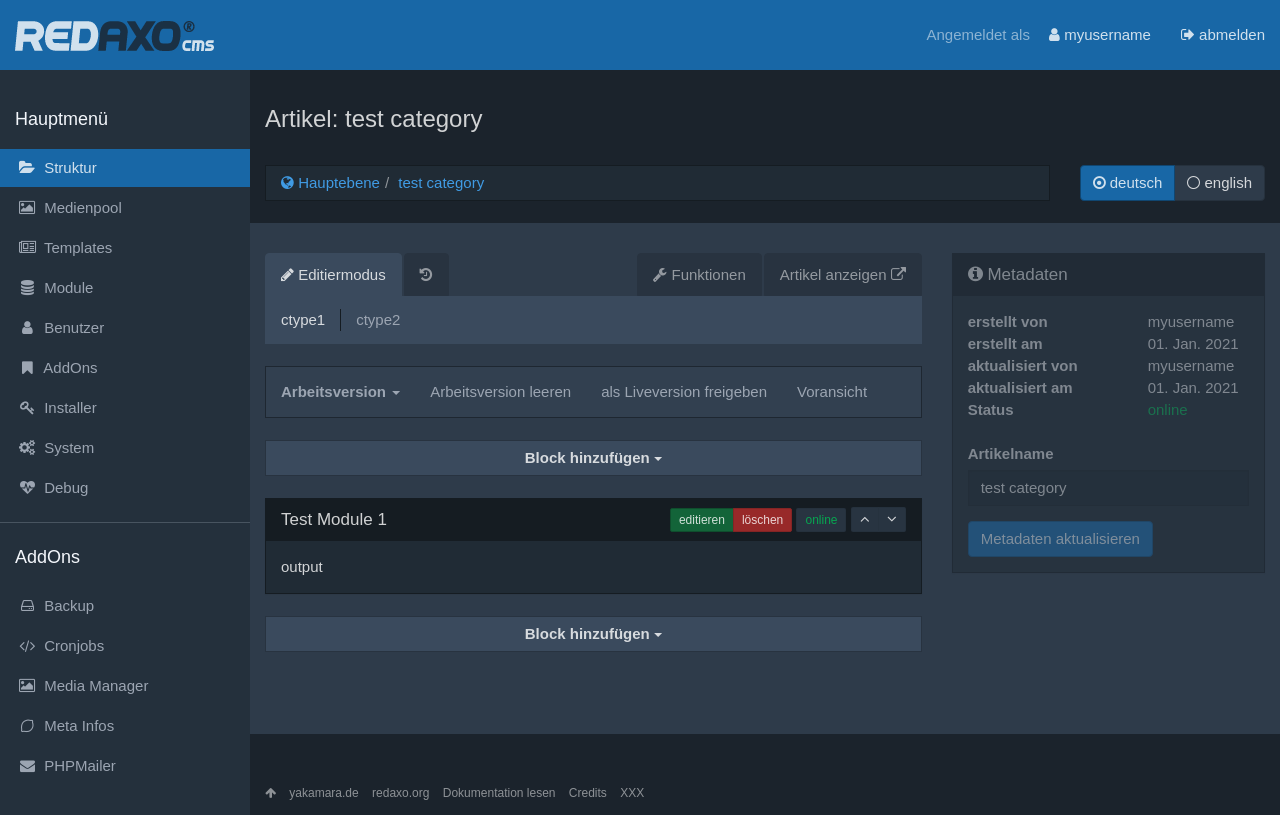 REDAXO® cms
Angemeldet als myusername abmelden
Hauptmenü
Struktur
Medienpool
Templates
Module
Benutzer
AddOns
Installer
System
Debug
AddOns
Backup
Cronjobs
Media Manager
Meta Infos
PHPMailer
Artikel: test category
Hauptebene / test category
deutsch english
Editiermodus Funktionen Artikel anzeigen
ctype1 ctype2
Arbeitsversion Arbeitsversion leeren als Liveversion freigeben Voransicht
Block hinzufügen
Test Module 1 editieren löschen online
output
Block hinzufügen
Metadaten
erstellt von myusername
erstellt am 01. Jan. 2021
aktualisiert von myusername
aktualisiert am 01. Jan. 2021
Status online
Artikelname
test category
Metadaten aktualisieren
yakamara.de redaxo.org Dokumentation lesen Credits XXX